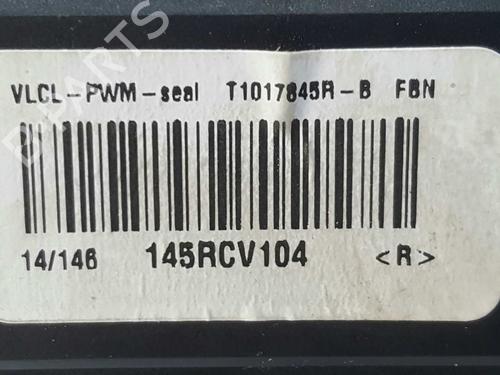 VLCL-PWM-seal T1017845R-B FBN
14/146 145RCV104 <R>